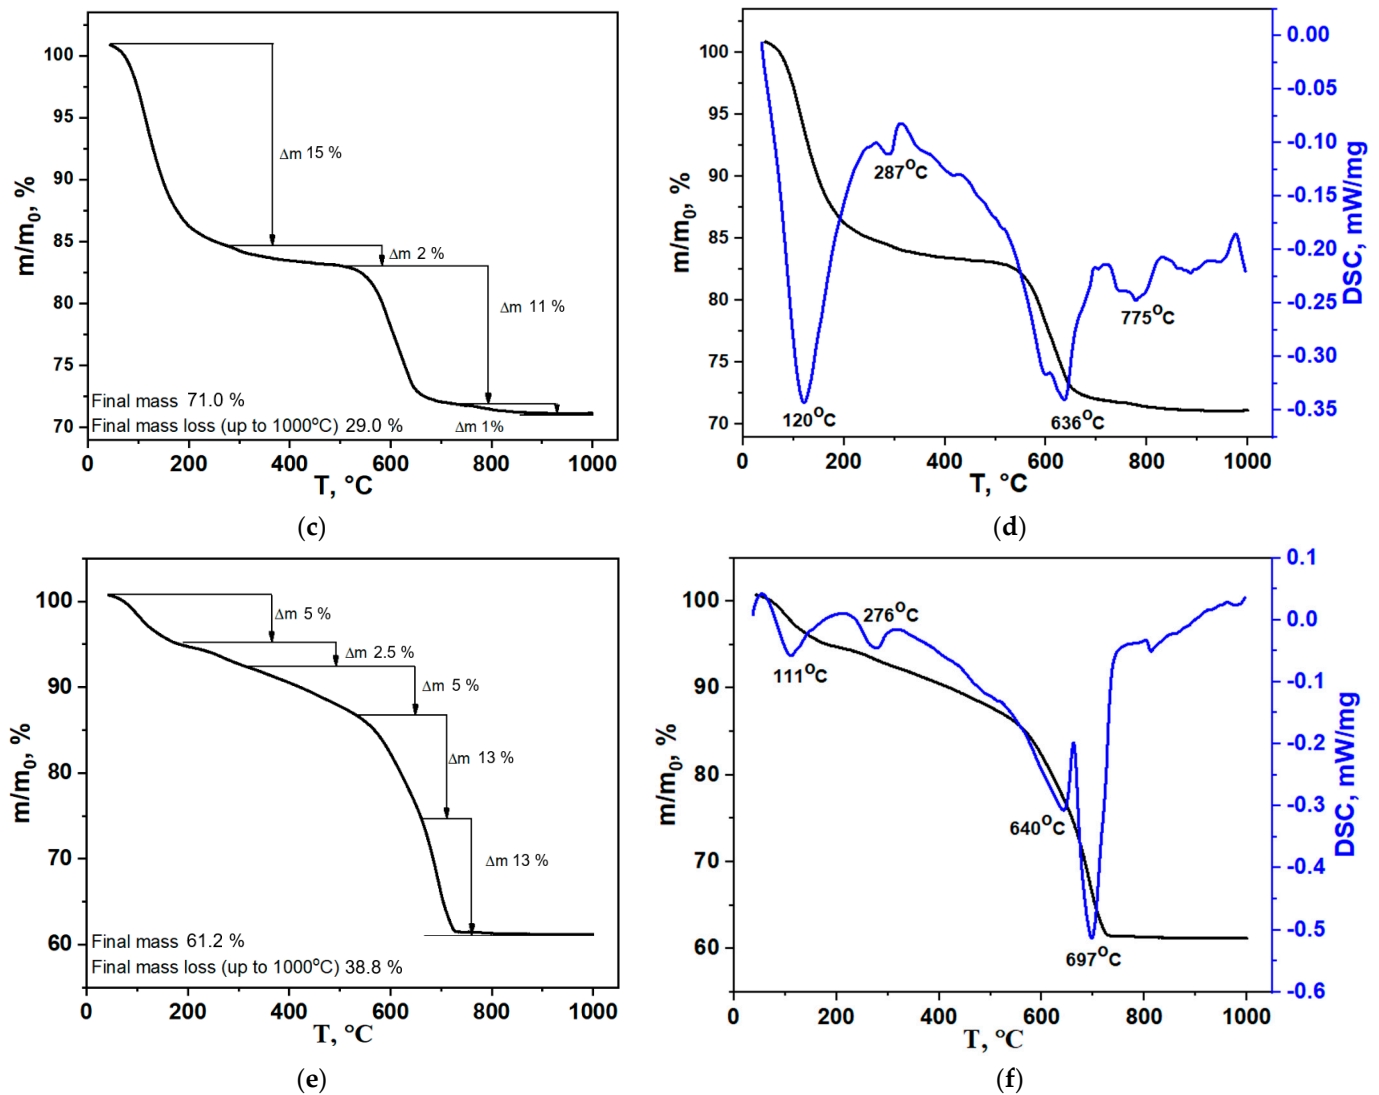 100
95
90
85
80
75
70
m/m0, %
Δm 15 %
Δm 2 %
Δm 11 %
Δm 1%
Final mass 71.0 %
Final mass loss (up to 1000°C) 29.0 %
0 200 400 600 800 1000
T, °C
(c)
100
95
90
85
80
75
70
m/m0, %
120°C
287°C
636°C
775°C
0.00
-0.05
-0.10
-0.15
-0.20
-0.25
-0.30
-0.35
DSC, mW/mg
0 200 400 600 800 1000
T, °C
(d)
100
90
80
70
60
m/m0, %
Δm 5 %
Δm 2.5 %
Δm 5 %
Δm 13 %
Δm 13 %
Final mass 61.2 %
Final mass loss (up to 1000°C) 38.8 %
0 200 400 600 800 1000
T, °C
(e)
100
90
80
70
60
m/m0, %
111°C
276°C
640°C
697°C
0.1
0.0
-0.1
-0.2
-0.3
-0.4
-0.5
-0.6
DSC, mW/mg
0 200 400 600 800 1000
T, °C
(f)